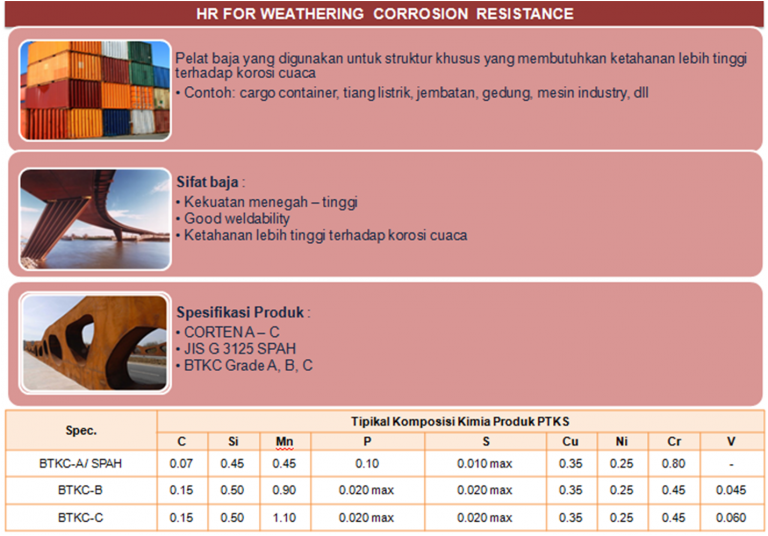 HR FOR WEATHERING CORROSION RESISTANCE
Pelat baja yang digunakan untuk struktur khusus yang membutuhkan ketahanan lebih tinggi
terhadap korosi cuaca
• Contoh: cargo container, tiang listrik, jembatan, gedung, mesin industry, dll
Sifat baja :
• Kekuatan menegah – tinggi
• Good weldability
• Ketahanan lebih tinggi terhadap korosi cuaca
Spesifikasi Produk :
• CORTEN A – C
• JIS G 3125 SPAH
• BTKC Grade A, B, C
Spec. Tipikal Komposisi Kimia Produk PTKS
C Si Mn P S Cu Ni Cr V
BTKC-A/ SPAH 0.07 0.45 0.45 0.10 0.010 max 0.35 0.25 0.80 -
BTKC-B 0.15 0.50 0.90 0.020 max 0.020 max 0.35 0.25 0.45 0.045
BTKC-C 0.15 0.50 1.10 0.020 max 0.020 max 0.35 0.25 0.45 0.060